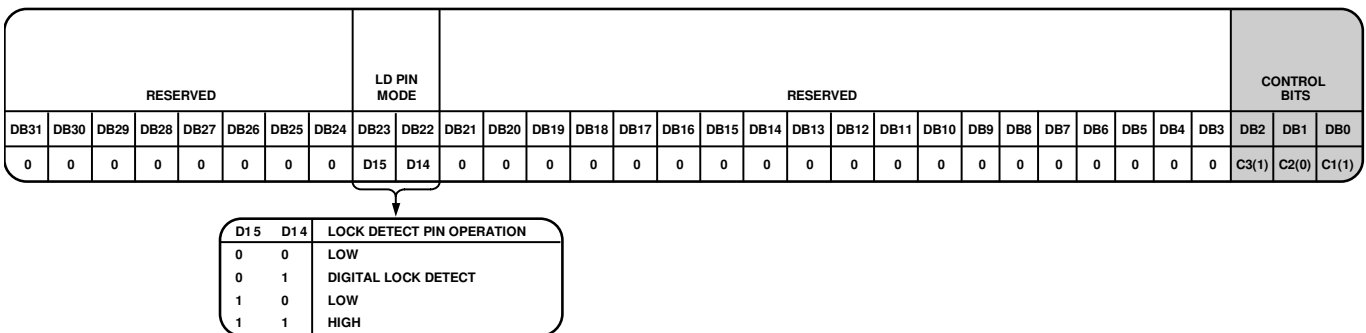 RESERVED
LD PIN
MODE
RESERVED
CONTROL
BITS
DB31 DB30 DB29 DB28 DB27 DB26 DB25 DB24 DB23 DB22 DB21 DB20 DB19 DB18 DB17 DB16 DB15 DB14 DB13 DB12 DB11 DB10 DB9 DB8 DB7 DB6 DB5 DB4 DB3 DB2 DB1 DB0
0 0 0 0 0 0 0 0 D15 D14 0 0 0 0 0 0 0 0 0 0 0 0 0 0 0 0 0 0 0 C3(1) C2(0) C1(1)
D15 D14 LOCK DETECT PIN OPERATION
0 0 LOW
0 1 DIGITAL LOCK DETECT
1 0 LOW
1 1 HIGH